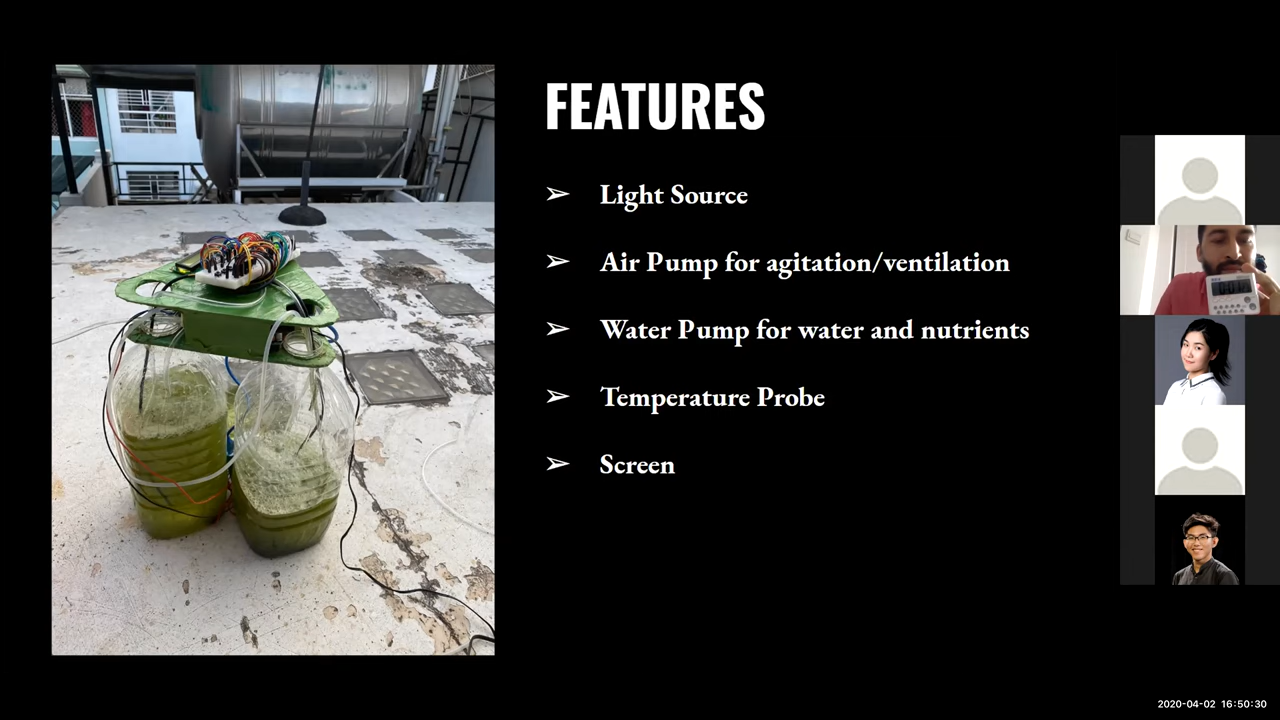 FEATURES
➢ Light Source
➢ Air Pump for agitation/ventilation
➢ Water Pump for water and nutrients
➢ Temperature Probe
➢ Screen
2020-04-02 16:50:30